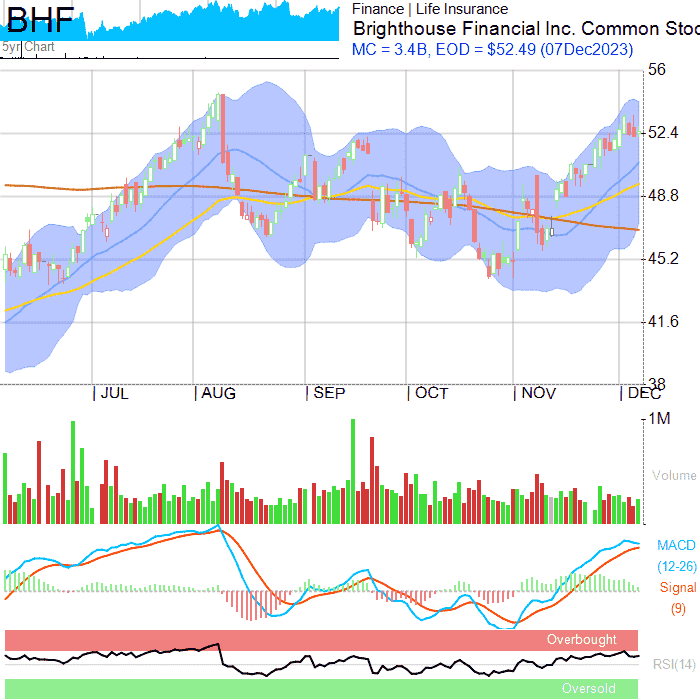 BHF
5yr Chart
Finance | Life Insurance
Brighthouse Financial Inc. Common Stoc
MC = 3.4B, EOD = $52.49 (07Dec2023)
56
52.4
48.8
45.2
41.6
38
| JUL | AUG | SEP | OCT | NOV | DEC
1M
Volume
MACD
(12-26)
Signal
(9)
Overbought
RSI(14)
Oversold